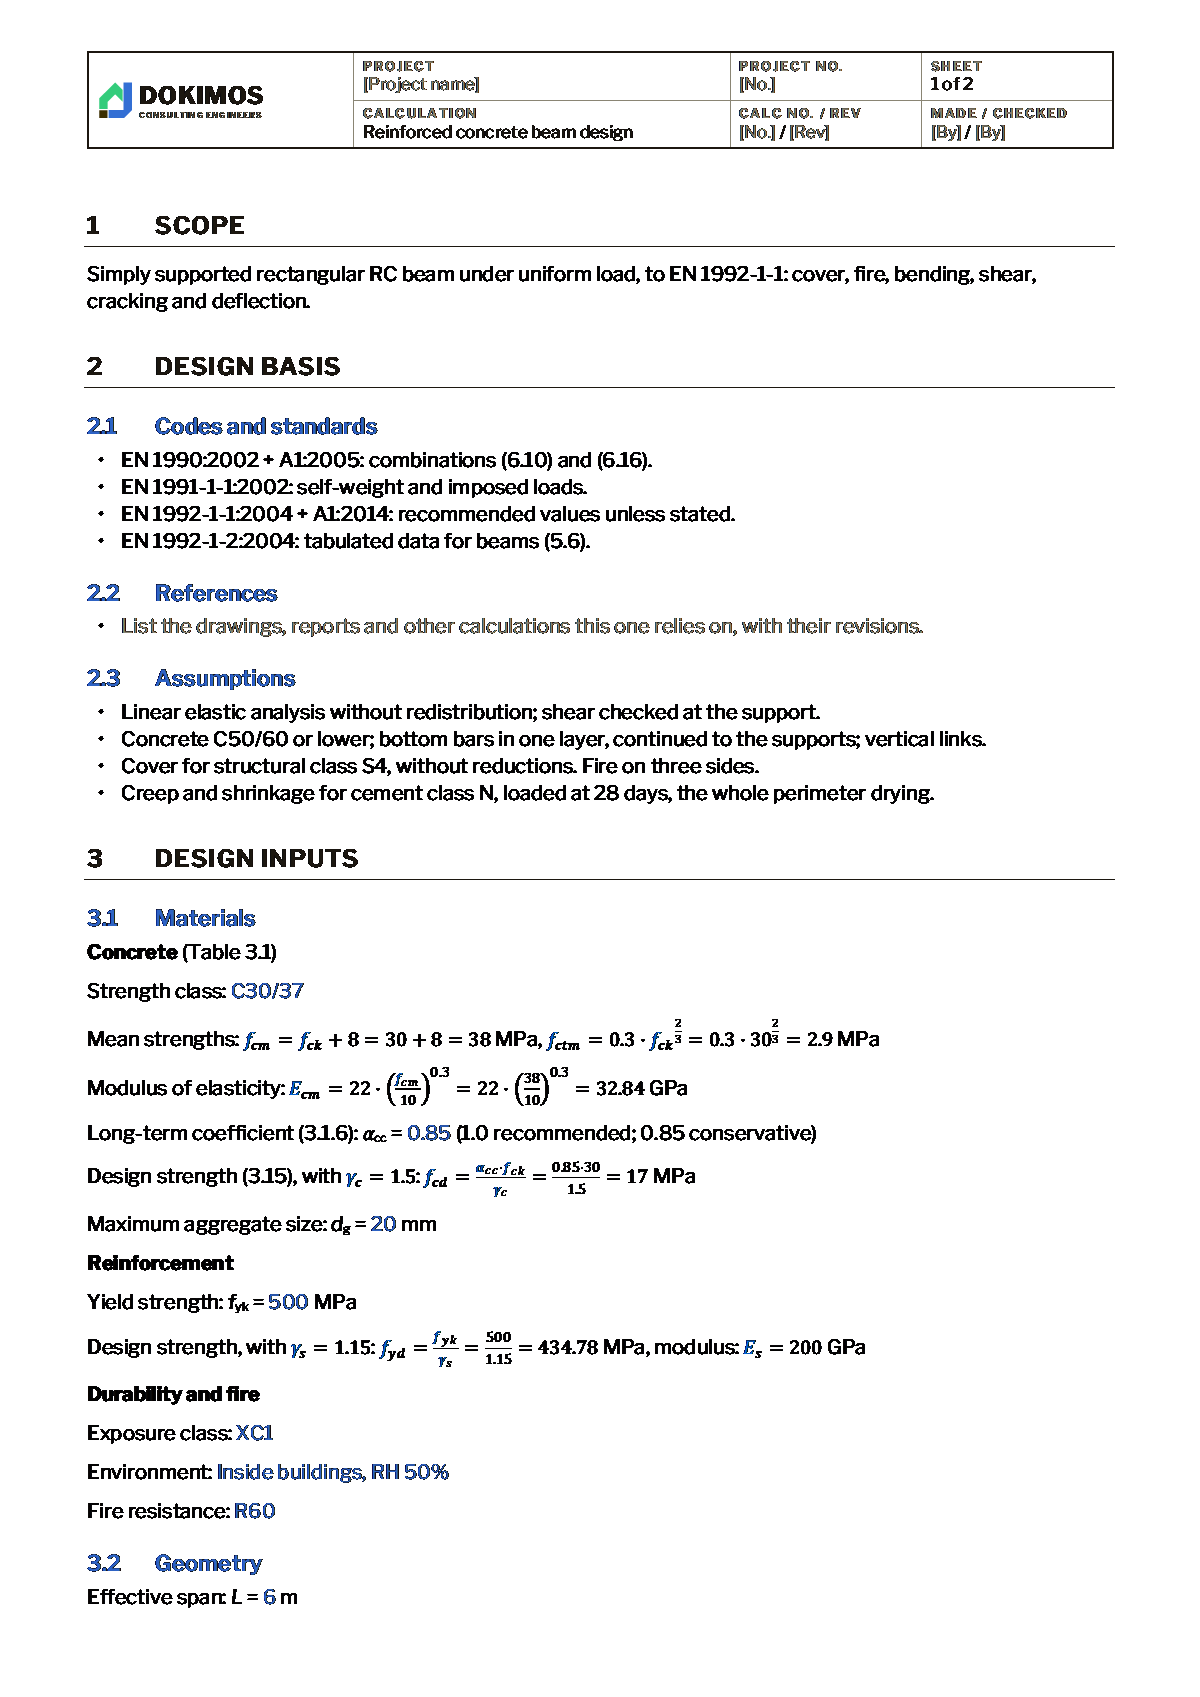 DOKIMOS
CONSULTING ENGINEERS
PROJECT
[Project name]
PROJECT NO.
[No.]
SHEET
1 of 2
CALCULATION
Reinforced concrete beam design
CALC NO. / REV
[No.] / [Rev]
MADE / CHECKED
[By] / [By]
1 SCOPE
Simply supported rectangular RC beam under uniform load, to EN 1992-1-1: cover, fire, bending, shear,
cracking and deflection.
2 DESIGN BASIS
2.1 Codes and standards
• EN 1990:2002 + A1:2005: combinations (6.10) and (6.16).
• EN 1991-1-1:2002: self-weight and imposed loads.
• EN 1992-1-1:2004 + A1:2014: recommended values unless stated.
• EN 1992-1-2:2004: tabulated data for beams (5.6).
2.2 References
• List the drawings, reports and other calculations this one relies on, with their revisions.
2.3 Assumptions
• Linear elastic analysis without redistribution; shear checked at the support.
• Concrete C50/60 or lower; bottom bars in one layer, continued to the supports; vertical links.
• Cover for structural class S4, without reductions. Fire on three sides.
• Creep and shrinkage for cement class N, loaded at 28 days, the whole perimeter drying.
3 DESIGN INPUTS
3.1 Materials
Concrete (Table 3.1)
Strength class: C30/37
Mean strengths: f_cm = f_ck + 8 = 30 + 8 = 38 MPa, f_ctm = 0.3 · f_ck^(2/3) = 0.3 · 30^(2/3) = 2.9 MPa
Modulus of elasticity: E_cm = 22 · (f_cm/10)^0.3 = 22 · (38/10)^0.3 = 32.84 GPa
Long-term coefficient (3.1.6): α_cc = 0.85 (1.0 recommended; 0.85 conservative)
Design strength (3.15), with γ_c = 1.5: f_cd = α_cc·f_ck/γ_c = 0.85·30/1.5 = 17 MPa
Maximum aggregate size: d_g = 20 mm
Reinforcement
Yield strength: f_yk = 500 MPa
Design strength, with γ_s = 1.15: f_yd = f_yk/γ_s = 500/1.15 = 434.78 MPa, modulus: E_s = 200 GPa
Durability and fire
Exposure class: XC1
Environment: Inside buildings, RH 50%
Fire resistance: R60
3.2 Geometry
Effective span: L = 6 m